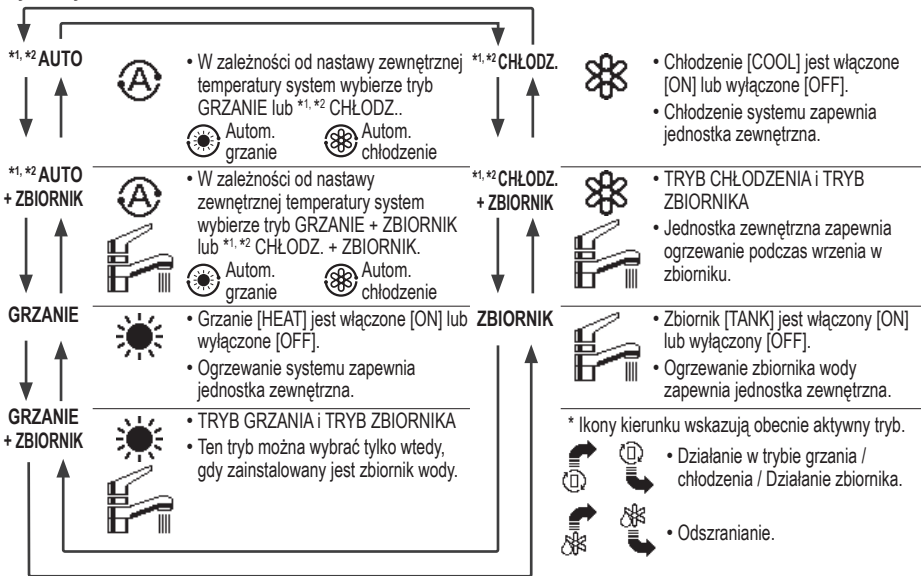 *1, *2 AUTO
• W zależności od nastawy zewnętrznej
temperatury system wybierze tryb
GRZANIE lub *1, *2 CHŁODZ..
Autom.
grzanie
Autom.
chłodzenie
*1, *2 AUTO
+ ZBIORNIK
• W zależności od nastawy
zewnętrznej temperatury system
wybierze tryb GRZANIE + ZBIORNIK
lub *1, *2 CHŁODZ. + ZBIORNIK.
Autom.
grzanie
Autom.
chłodzenie
GRZANIE
• Grzanie [HEAT] jest włączone [ON] lub
wyłączone [OFF].
• Ogrzewanie systemu zapewnia
jednostka zewnętrzna.
GRZANIE
+ ZBIORNIK
• TRYB GRZANIA i TRYB ZBIORNIKA
• Ten tryb można wybrać tylko wtedy,
gdy zainstalowany jest zbiornik wody.
*1, *2 CHŁODZ.
• Chłodzenie [COOL] jest włączone
[ON] lub wyłączone [OFF].
• Chłodzenie systemu zapewnia
jednostka zewnętrzna.
*1, *2 CHŁODZ.
+ ZBIORNIK
• TRYB CHŁODZENIA i TRYB
ZBIORNIKA
• Jednostka zewnętrzna zapewnia
ogrzewanie podczas wrzenia w
zbiorniku.
ZBIORNIK
• Zbiornik [TANK] jest włączony [ON]
lub wyłączony [OFF].
• Ogrzewanie zbiornika wody
zapewnia jednostka zewnętrzna.
* Ikony kierunku wskazują obecnie aktywny tryb.
• Działanie w trybie grzania /
chłodzenia / Działanie zbiornika.
• Odszranianie.